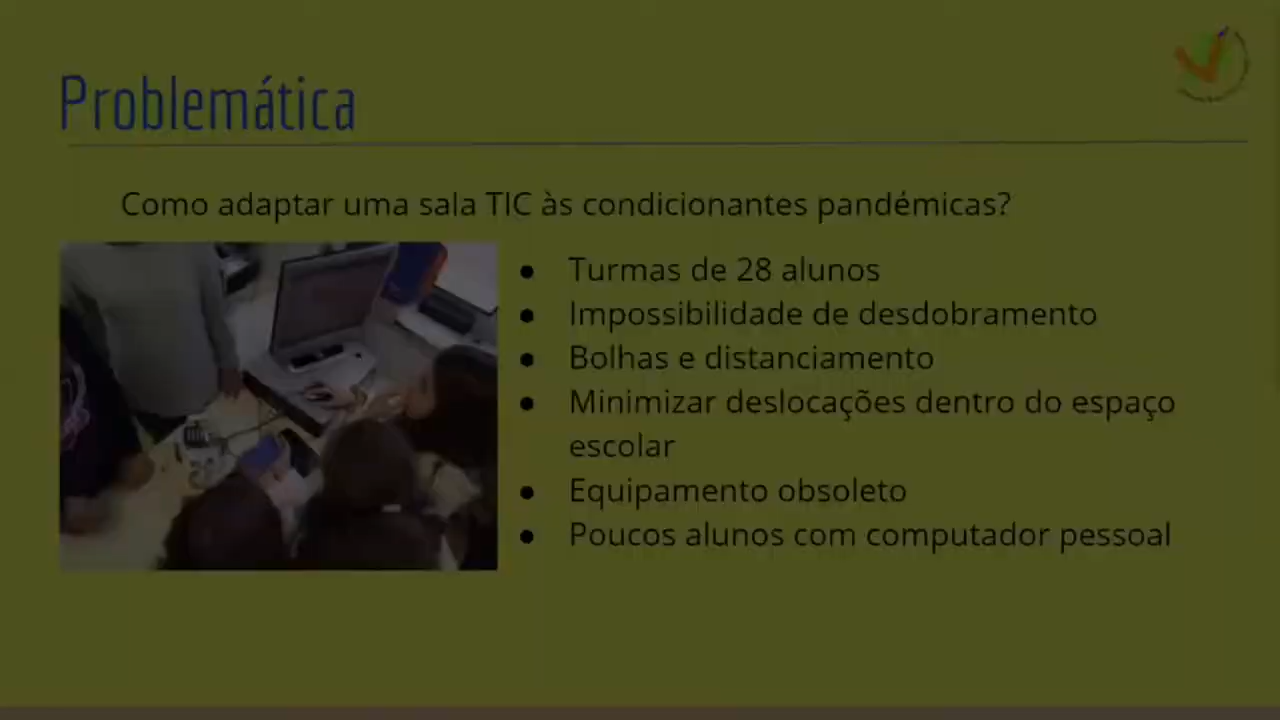 Problemática
Como adaptar uma sala TIC às condicionantes pandémicas?
● Turmas de 28 alunos
● Impossibilidade de desdobramento
● Bolhas e distanciamento
● Minimizar deslocações dentro do espaço
escolar
● Equipamento obsoleto
● Poucos alunos com computador pessoal